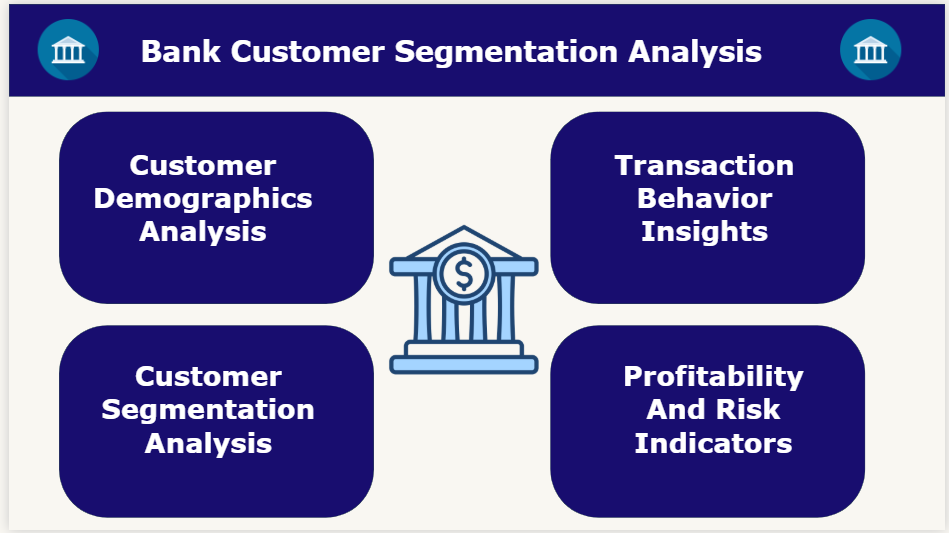 Bank Customer Segmentation Analysis
Customer
Demographics
Analysis
Transaction
Behavior
Insights
$
Customer
Segmentation
Analysis
Profitability
And Risk
Indicators